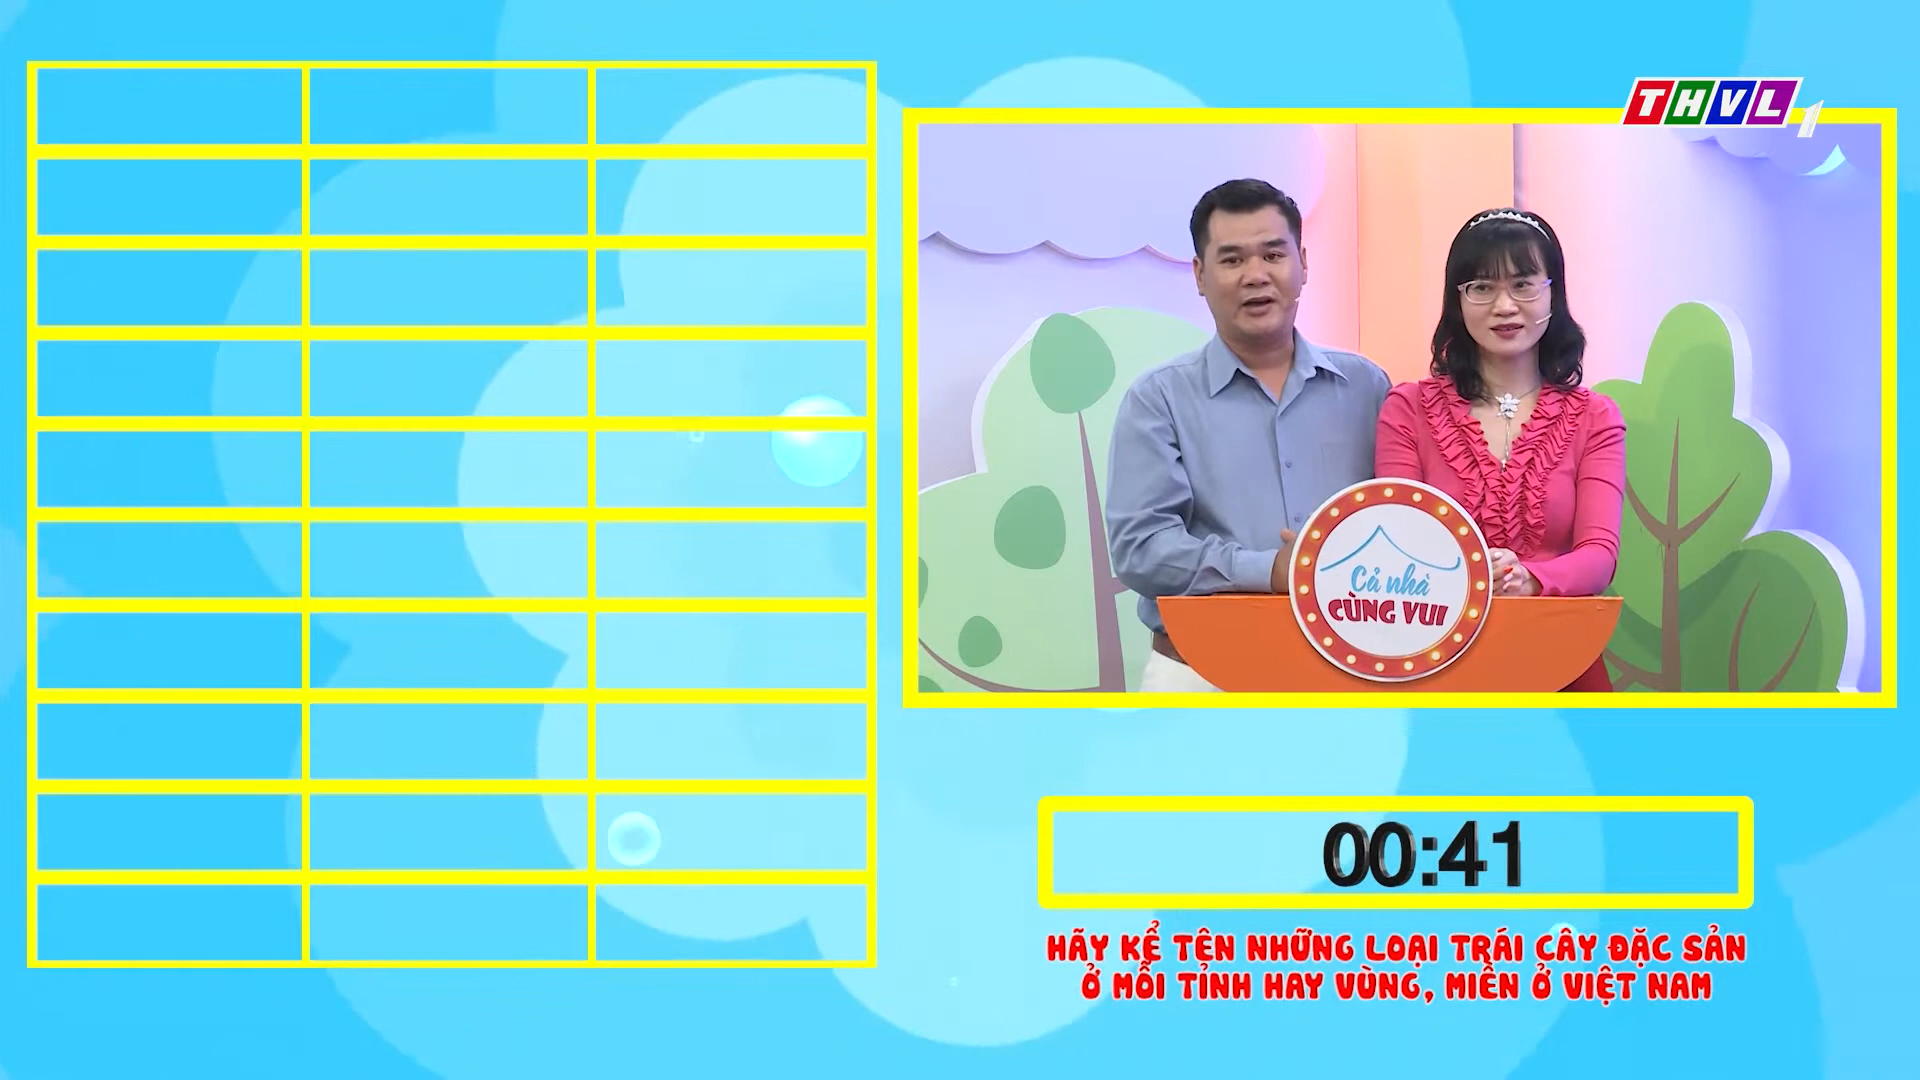 THVL1
Cả nhà
CÙNG VUI
00:41
HÃY KỂ TÊN NHỮNG LOẠI TRÁI CÂY ĐẶC SẢN
Ở MỖI TỈNH HAY VÙNG, MIỀN Ở VIỆT NAM